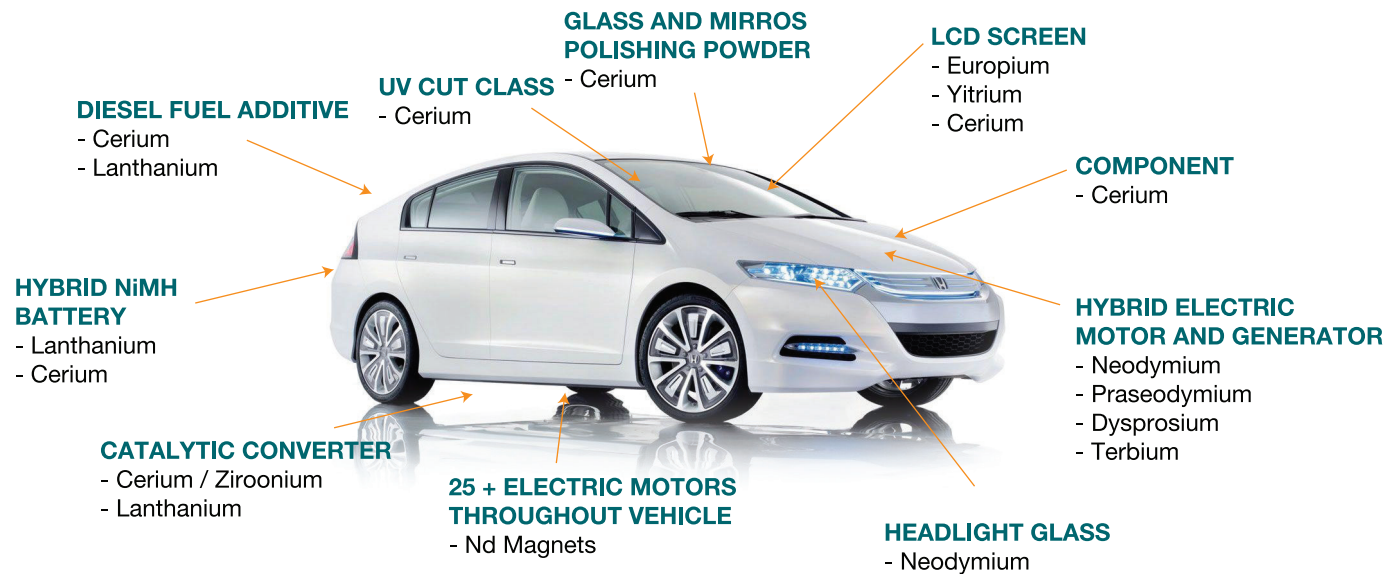 GLASS AND MIRROS
POLISHING POWDER
- Cerium
LCD SCREEN
- Europium
- Yitrium
- Cerium
UV CUT CLASS
- Cerium
DIESEL FUEL ADDITIVE
- Cerium
- Lanthanium
COMPONENT
- Cerium
HYBRID NiMH
BATTERY
- Lanthanium
- Cerium
HYBRID ELECTRIC
MOTOR AND GENERATOR
- Neodymium
- Praseodymium
- Dysprosium
- Terbium
CATALYTIC CONVERTER
- Cerium / Ziroonium
- Lanthanium
25 + ELECTRIC MOTORS
THROUGHOUT VEHICLE
- Nd Magnets
HEADLIGHT GLASS
- Neodymium